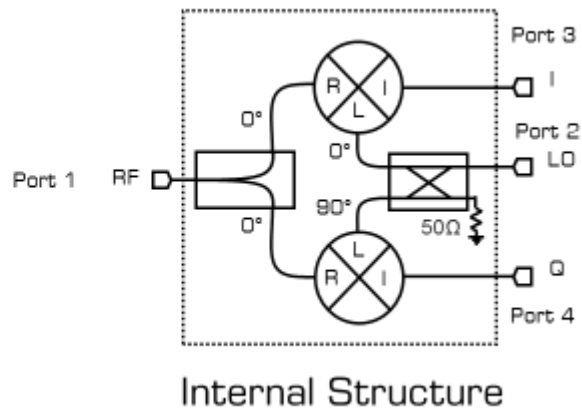 Port 3
I
R I
L
0°
0°
Port 2
LO
Port 1 RF
90°
50Ω
0°
L
R I
Q
Port 4
Internal Structure